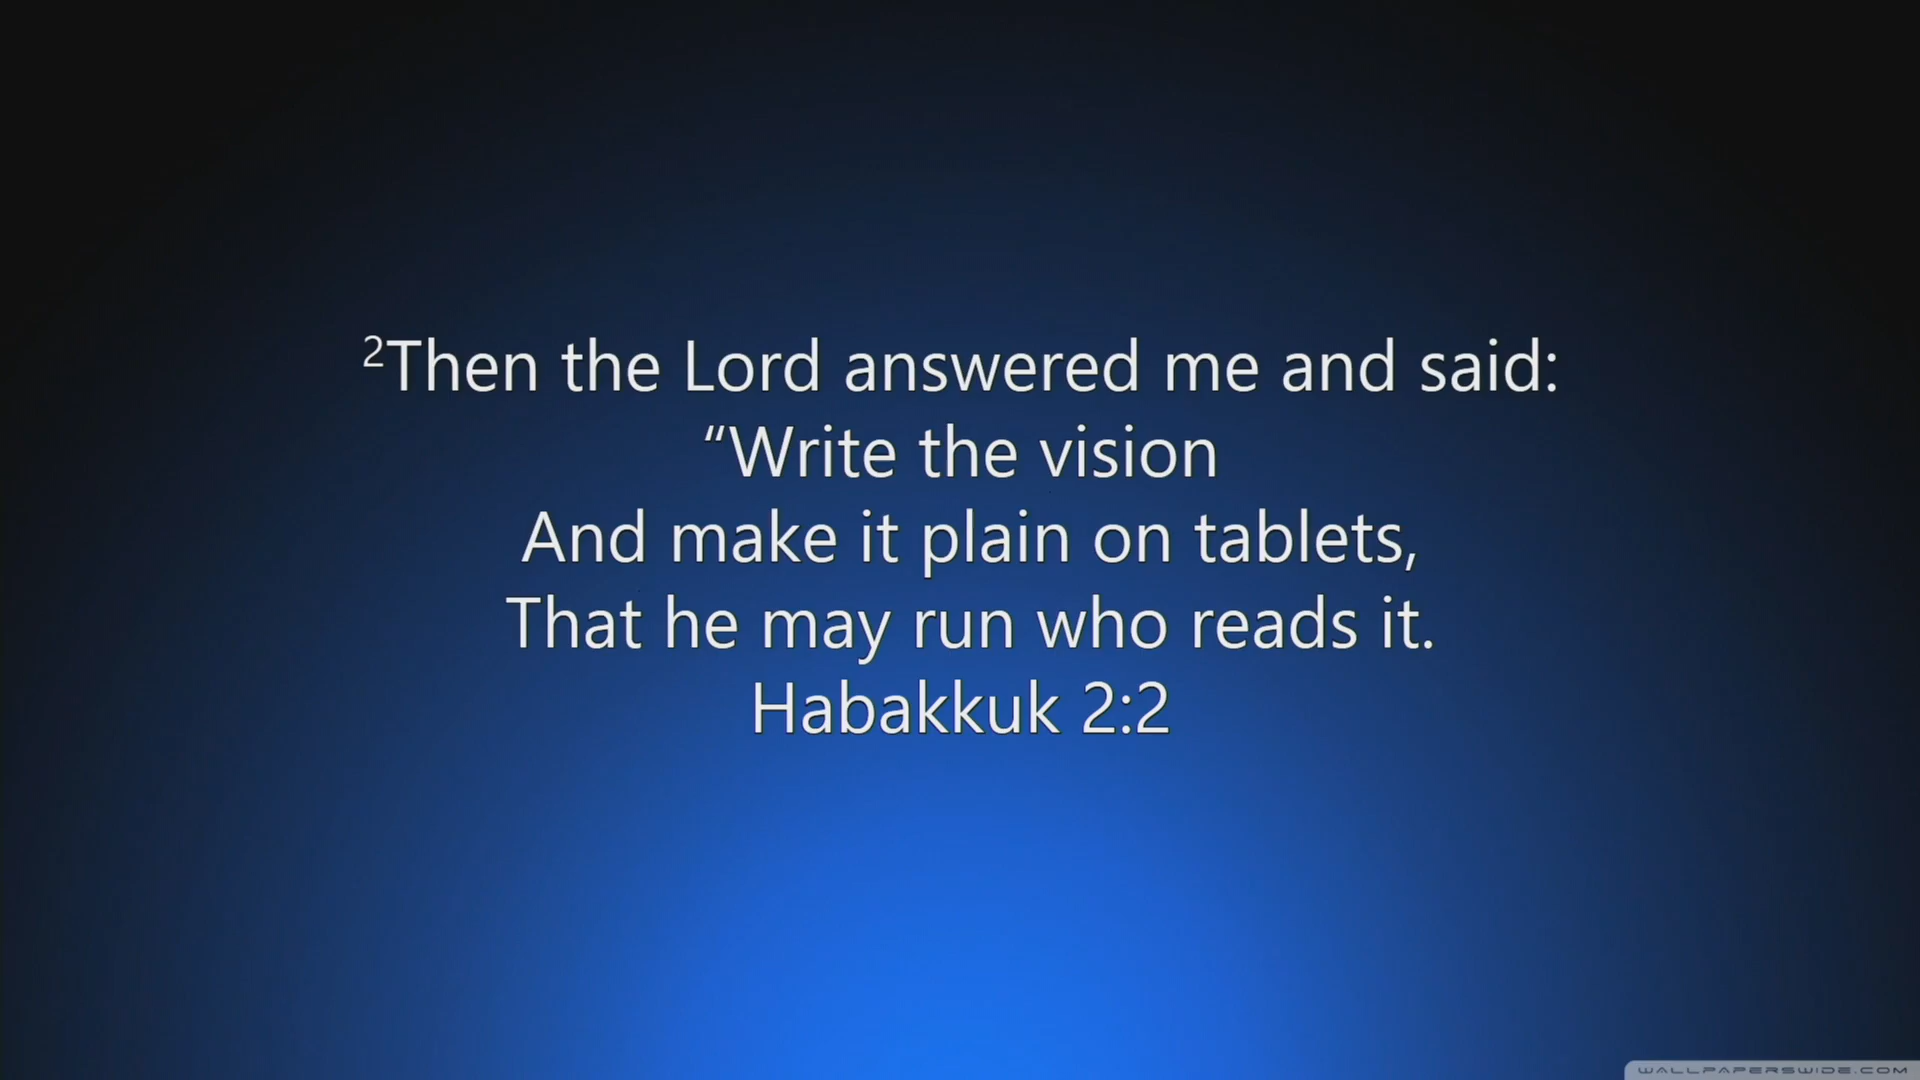 ²Then the Lord answered me and said:
“Write the vision
And make it plain on tablets,
That he may run who reads it.
Habakkuk 2:2
WALLPAPERSWIDE.COM